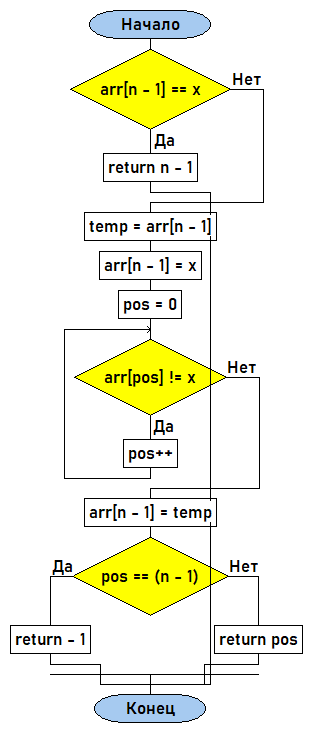 Начало
arr[n - 1] == x
Нет
Да
return n - 1
temp = arr[n - 1]
arr[n - 1] = x
pos = 0
arr[pos] != x
Нет
Да
pos++
arr[n - 1] = temp
Да
pos == (n - 1)
Нет
return - 1
return pos
Конец